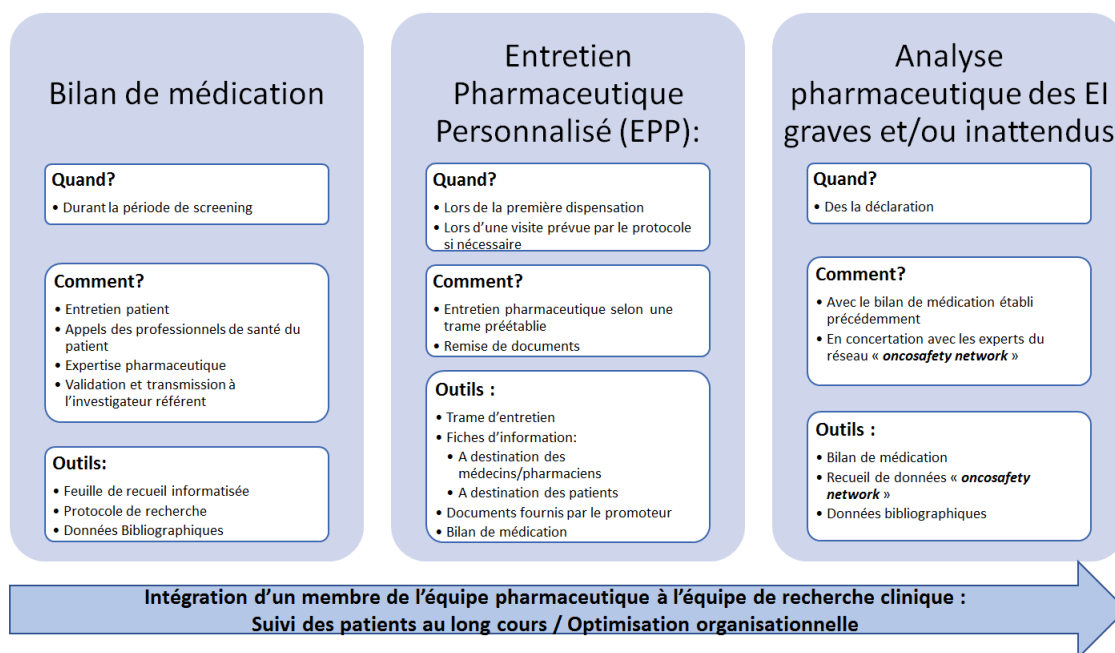 Bilan de médication
Quand?
• Durant la période de screening
Comment?
• Entretien patient
• Appels des professionnels de santé du
patient
• Expertise pharmaceutique
• Validation et transmission à
l'investigateur référent
Outils:
• Feuille de recueil informatisée
• Protocole de recherche
• Données Bibliographiques
Entretien
Pharmaceutique
Personnalisé (EPP):
Quand?
• Lors de la première dispensation
• Lors d'une visite prévue par le protocole
si nécessaire
Comment?
• Entretien pharmaceutique selon une
trame préétablie
• Remise de documents
Outils :
• Trame d'entretien
• Fiches d'information:
• A destination des
médecins/pharmaciens
• A destination des patients
• Documents fournis par le promoteur
• Bilan de médication
Analyse
pharmaceutique des EI
graves et/ou inattendus
Quand?
• Des la déclaration
Comment?
• Avec le bilan de médication établi
précédemment
• En concertation avec les experts du
réseau « oncosafety network »
Outils :
• Bilan de médication
• Recueil de données « oncosafety
network »
• Données bibliographiques
Intégration d'un membre de l'équipe pharmaceutique à l'équipe de recherche clinique :
Suivi des patients au long cours / Optimisation organisationnelle